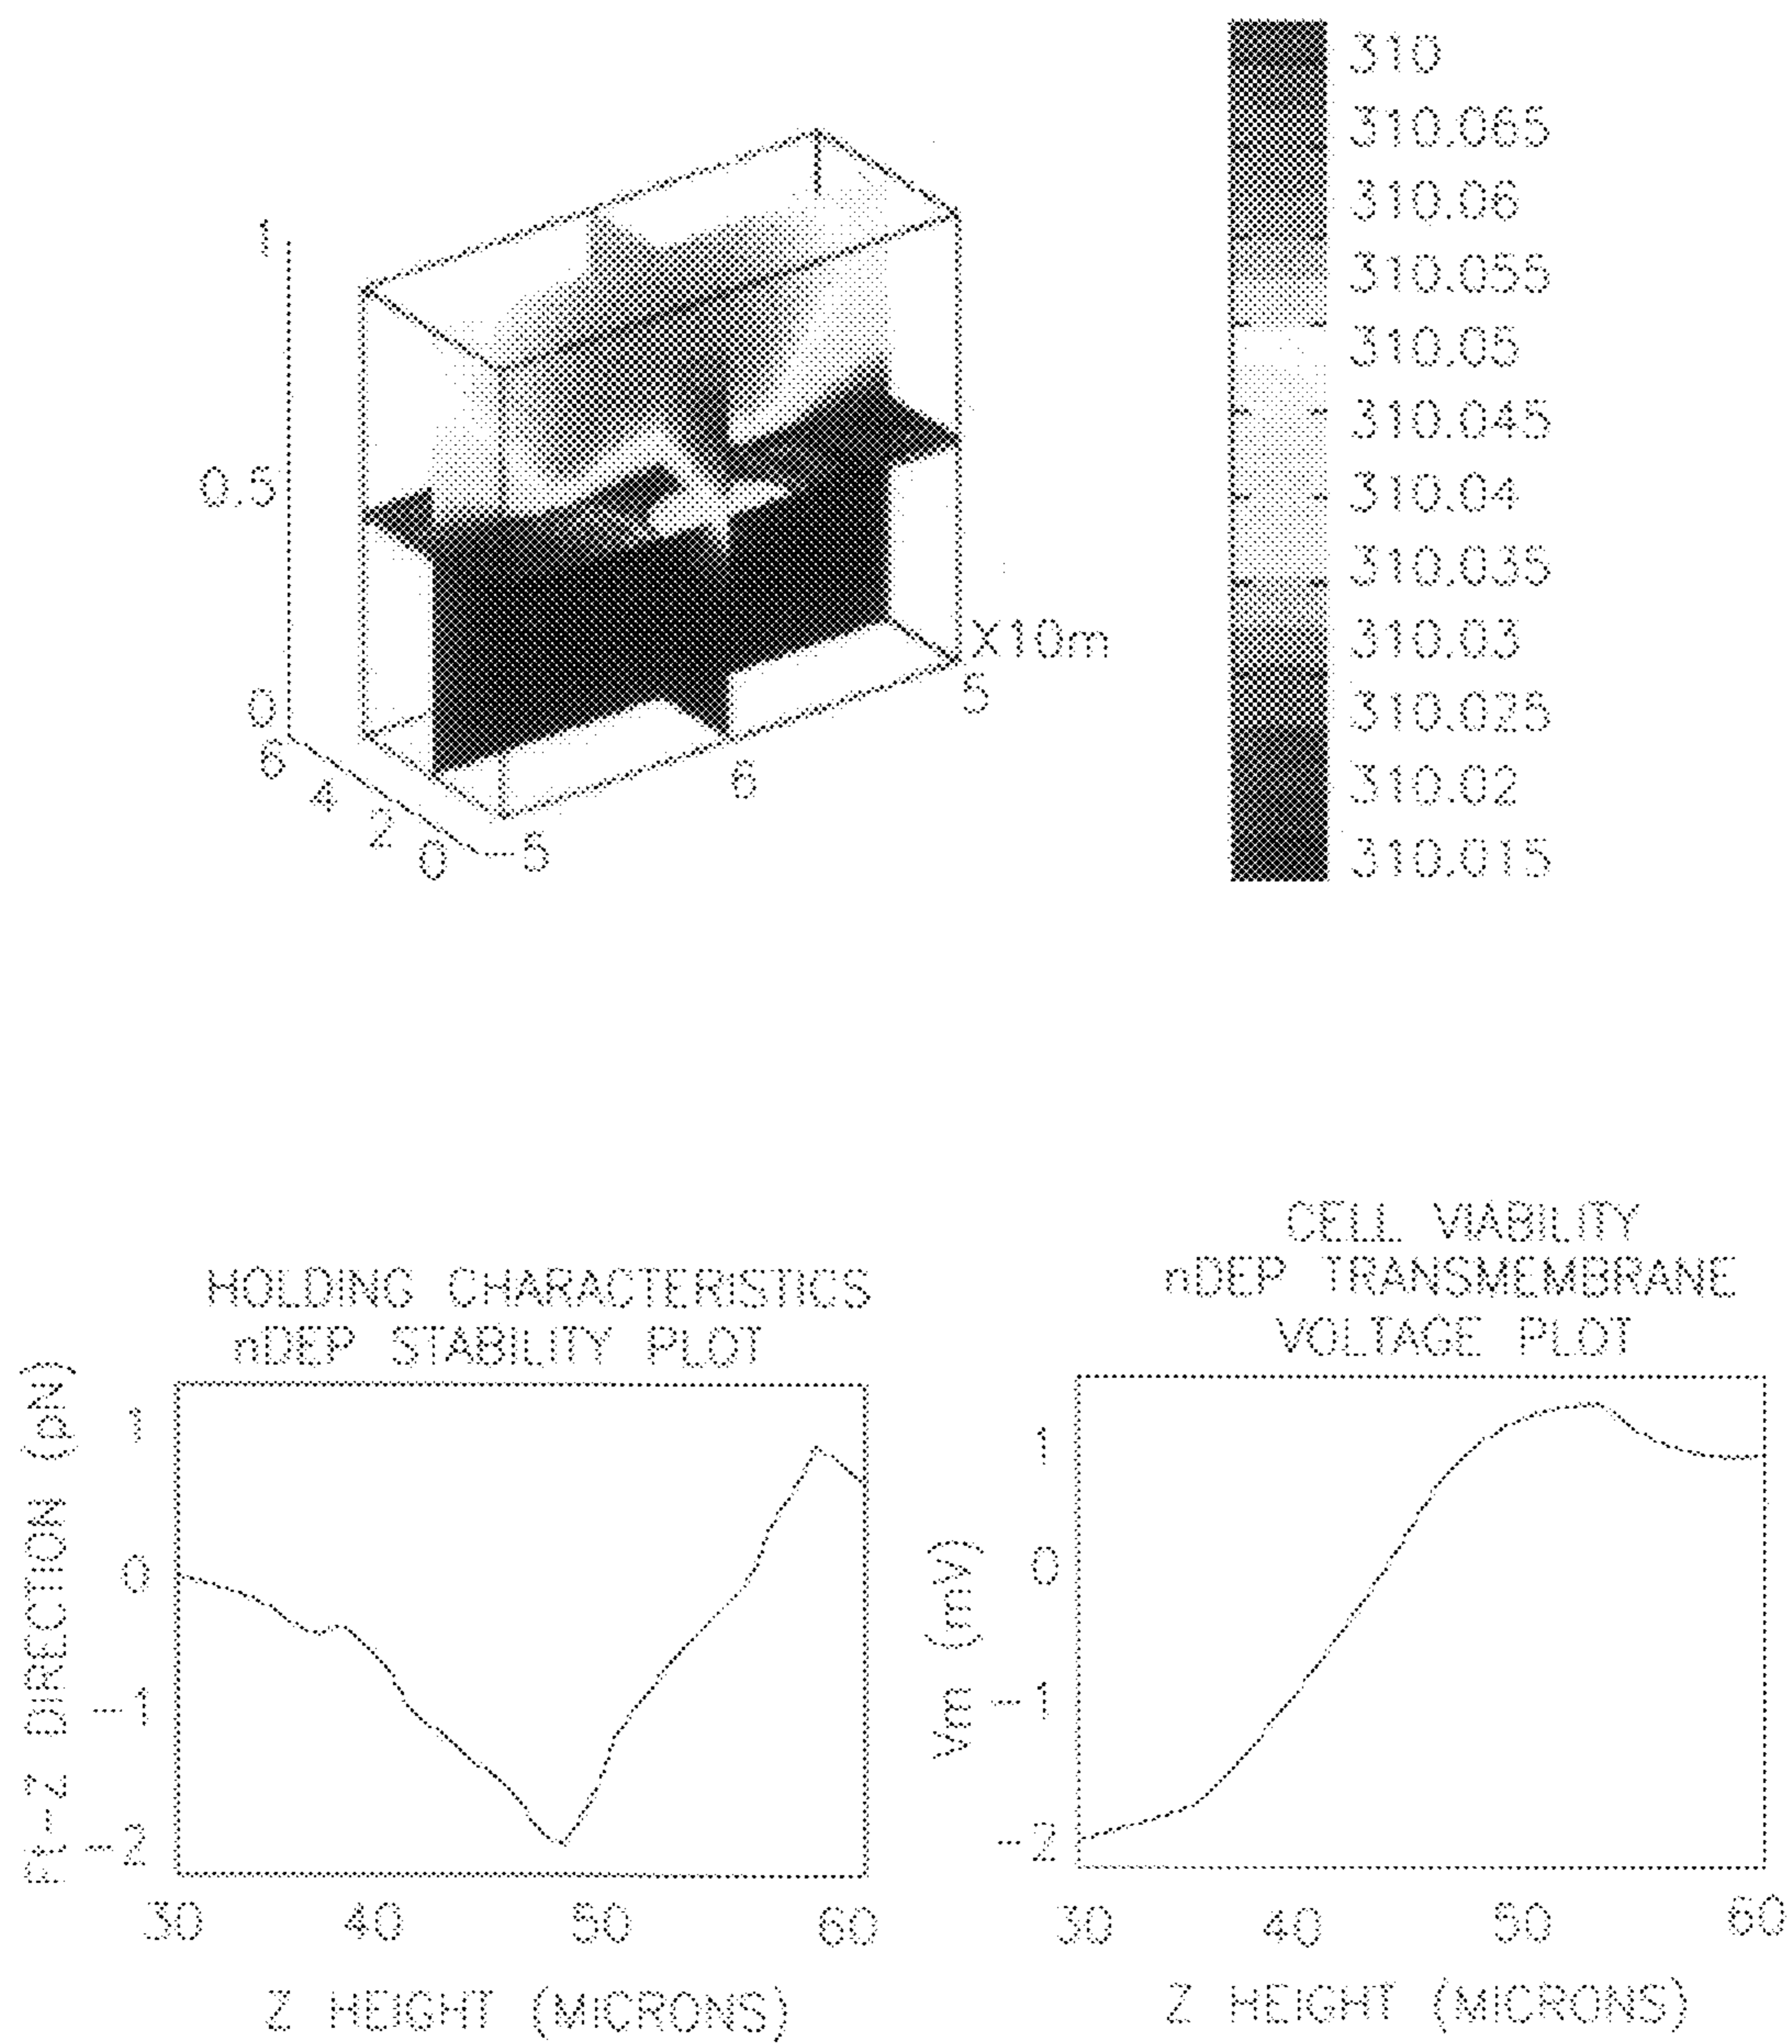 310
310.065
310.06
310.055
310.05
310.045
310.04
310.035
310.03
310.025
310.02
310.015
1
0.5
0
6
4
2
0
-5
6
5
X10m
HOLDING CHARACTERISTICS
nDEP STABILITY PLOT
Ft-Z DIRECTION (pN)
1
0
-1
-2
30 40 50 60
Z HEIGHT (MICRONS)
CELL VIABILITY
nDEP TRANSMEMBRANE
VOLTAGE PLOT
Vm (mV)
1
0
-1
-2
30 40 50 60
Z HEIGHT (MICRONS)